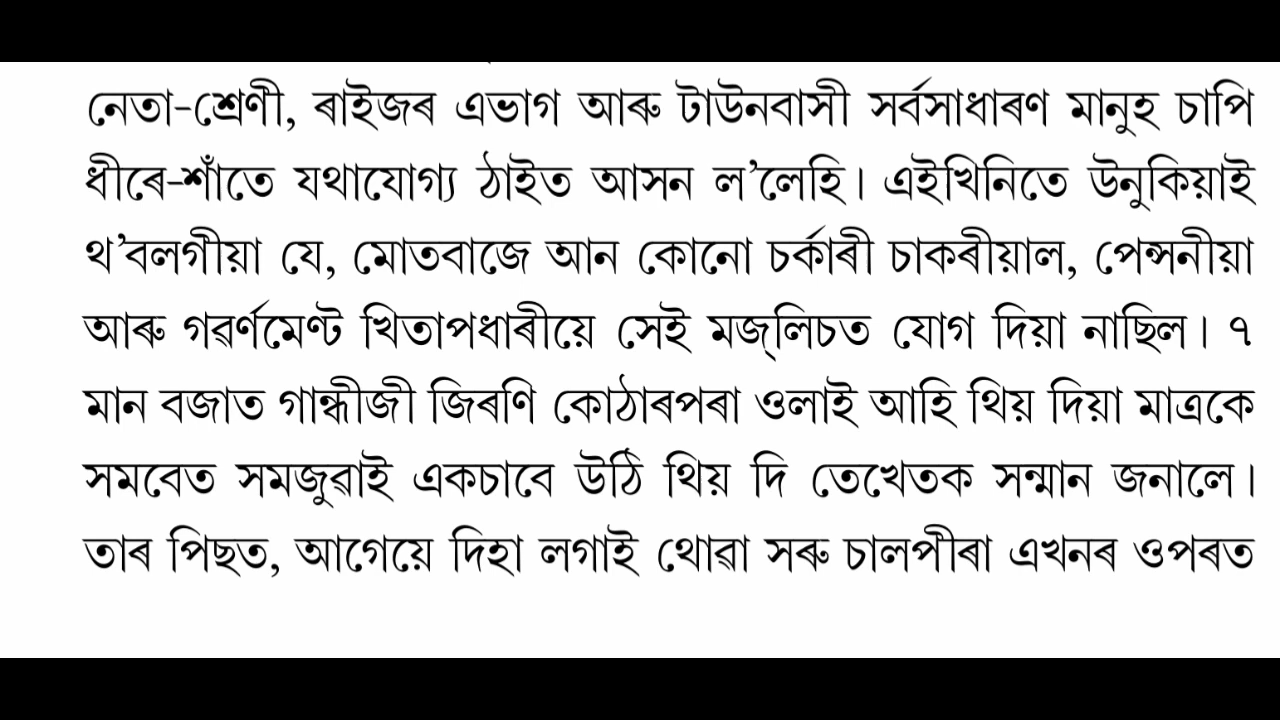 নেতা-শ্ৰেণী, ৰাইজৰ এভাগ আৰু টাউনবাসী সৰ্বসাধাৰণ মানুহ চাপি
ধীৰে-শাঁতে যথাযোগ্য ঠাইত আসন ল’লেহি। এইখিনিতে উনুকিয়াই
থ’বলগীয়া যে, মোতবাজে আন কোনো চৰ্কাৰী চাকৰীয়াল, পেন্সনীয়া
আৰু গৱৰ্ণমেণ্ট খিতাপধাৰীয়ে সেই মজ্‌লিচত যোগ দিয়া নাছিল। ৭
মান বজাত গান্ধীজী জিৰণি কোঠাৰপৰা ওলাই আহি থিয় দিয়া মাত্ৰকে
সমবেত সমজুৱাই একচাবে উঠি থিয় দি তেখেতক সন্মান জনালে।
তাৰ পিছত, আগেয়ে দিহা লগাই থোৱা সৰু চালপীৰা এখনৰ ওপৰত